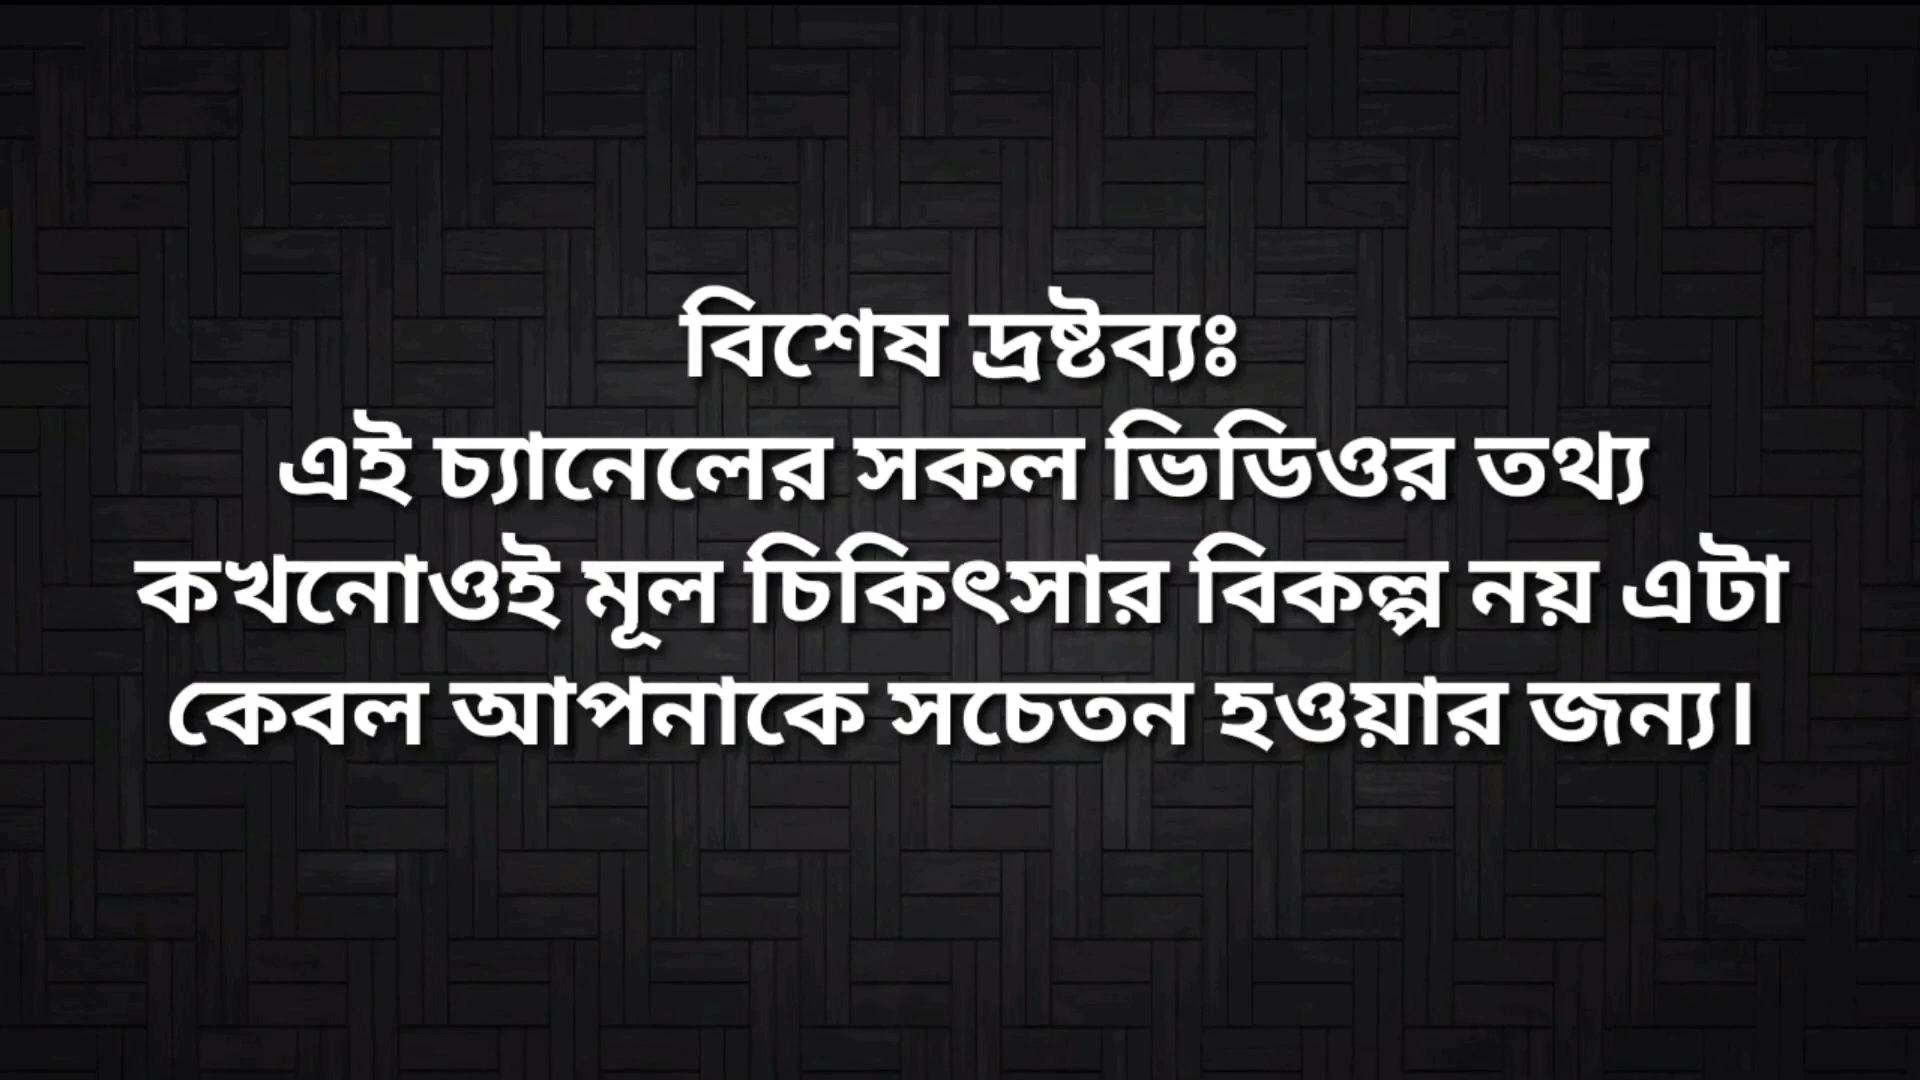 বিশেষ দ্রষ্টব্যঃ
এই চ্যানেলের সকল ভিডিওর তথ্য
কখনোওই মূল চিকিৎসার বিকল্প নয় এটা
কেবল আপনাকে সচেতন হওয়ার জন্য।